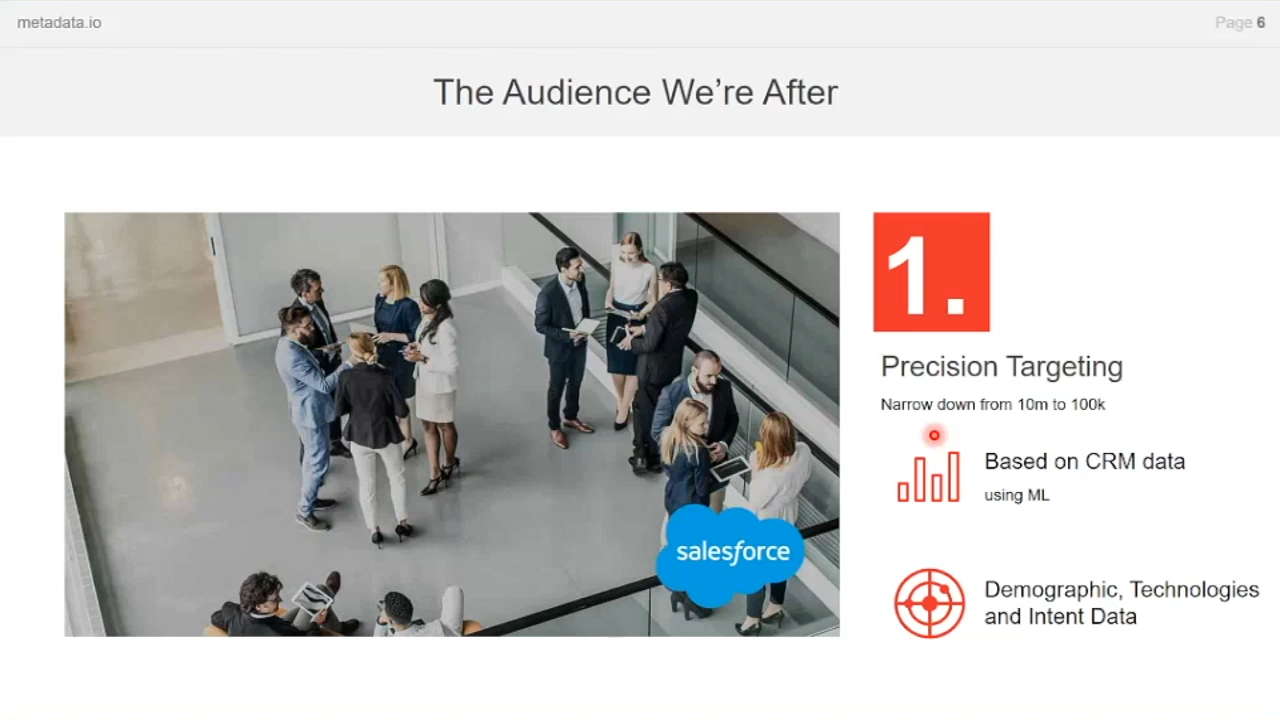 metadata.io
Page 6
The Audience We’re After
1.
Precision Targeting
Narrow down from 10m to 100k
Based on CRM data
using ML
salesforce
Demographic, Technologies
and Intent Data